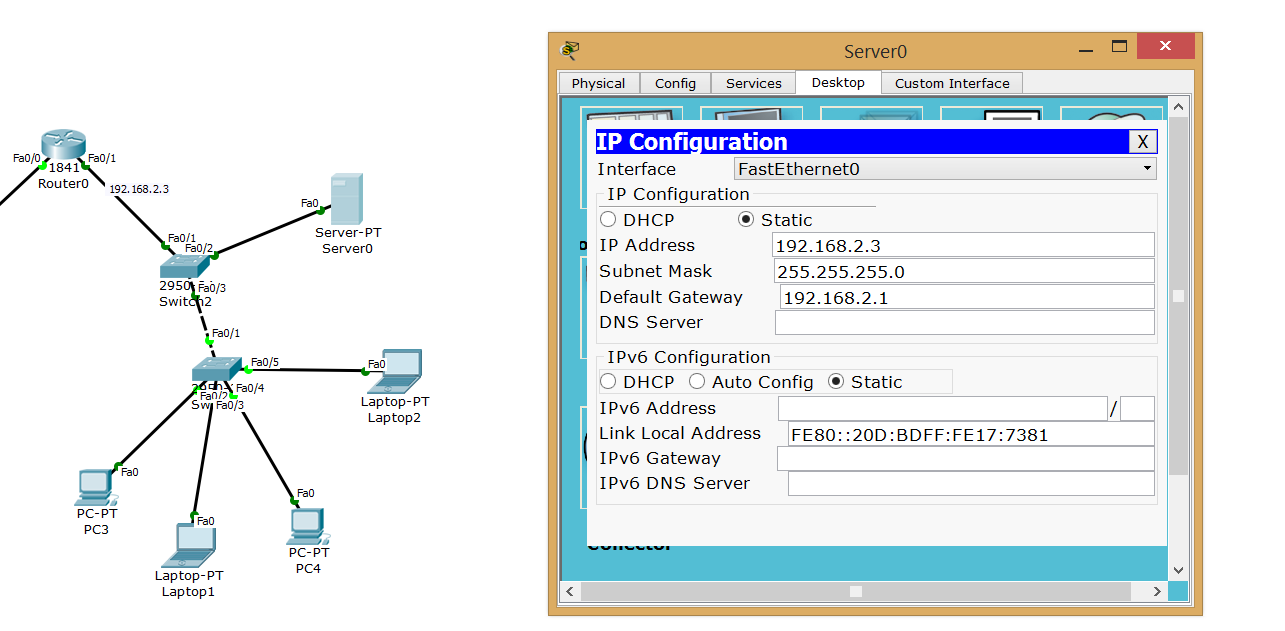 Fa0/0
Fa0/1
1841
Router0
192.168.2.3
Fa0
Server-PT
Server0
Fa0/1
Fa0/2
2950-
Fa0/3
Switch2
Fa0/1
Fa0/5
Fa0
Fa0/4
Fa0/2
Fa0/3
Laptop-PT
Laptop2
Fa0
PC-PT
PC3
Fa0
Laptop-PT
Laptop1
Fa0
PC-PT
PC4
Server0
Physical
Config
Services
Desktop
Custom Interface
IP Configuration
X
Interface
FastEthernet0
IP Configuration
DHCP
Static
IP Address
192.168.2.3
Subnet Mask
255.255.255.0
Default Gateway
192.168.2.1
DNS Server
IPv6 Configuration
DHCP
Auto Config
Static
IPv6 Address
/
Link Local Address
FE80::20D:BDFF:FE17:7381
IPv6 Gateway
IPv6 DNS Server
Collector